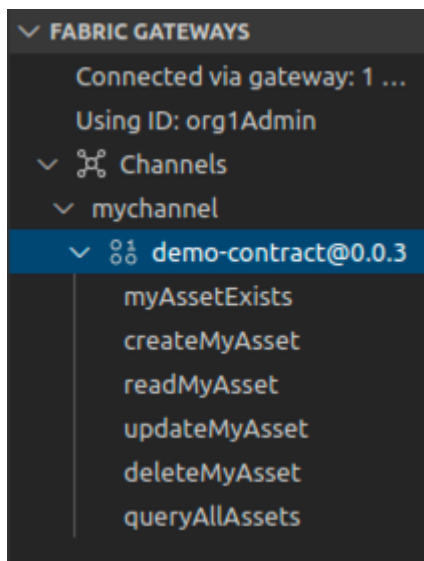 FABRIC GATEWAYS
Connected via gateway: 1 ...
Using ID: org1Admin
Channels
mychannel
demo-contract@0.0.3
myAssetExists
createMyAsset
readMyAsset
updateMyAsset
deleteMyAsset
queryAllAssets